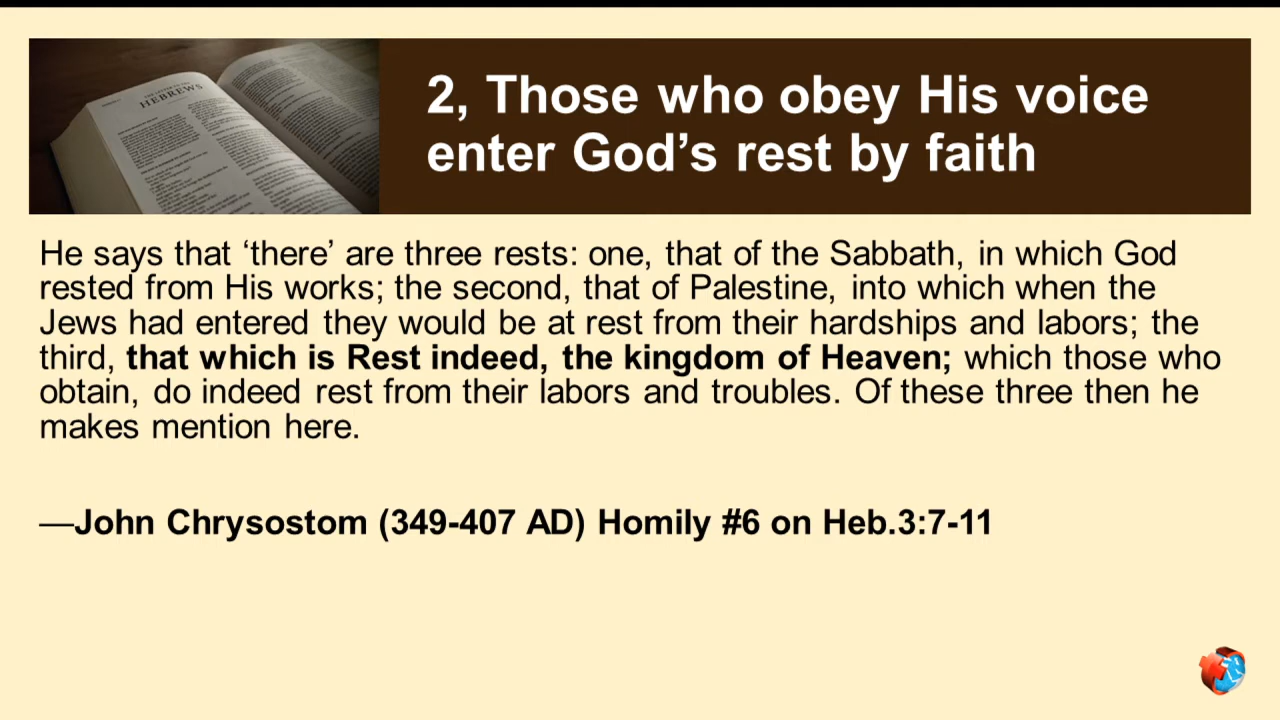 THE LETTER TO THE
HEBREWS
2, Those who obey His voice
enter God’s rest by faith
He says that ‘there’ are three rests: one, that of the Sabbath, in which God
rested from His works; the second, that of Palestine, into which when the
Jews had entered they would be at rest from their hardships and labors; the
third, that which is Rest indeed, the kingdom of Heaven; which those who
obtain, do indeed rest from their labors and troubles. Of these three then he
makes mention here.
—John Chrysostom (349-407 AD) Homily #6 on Heb.3:7-11